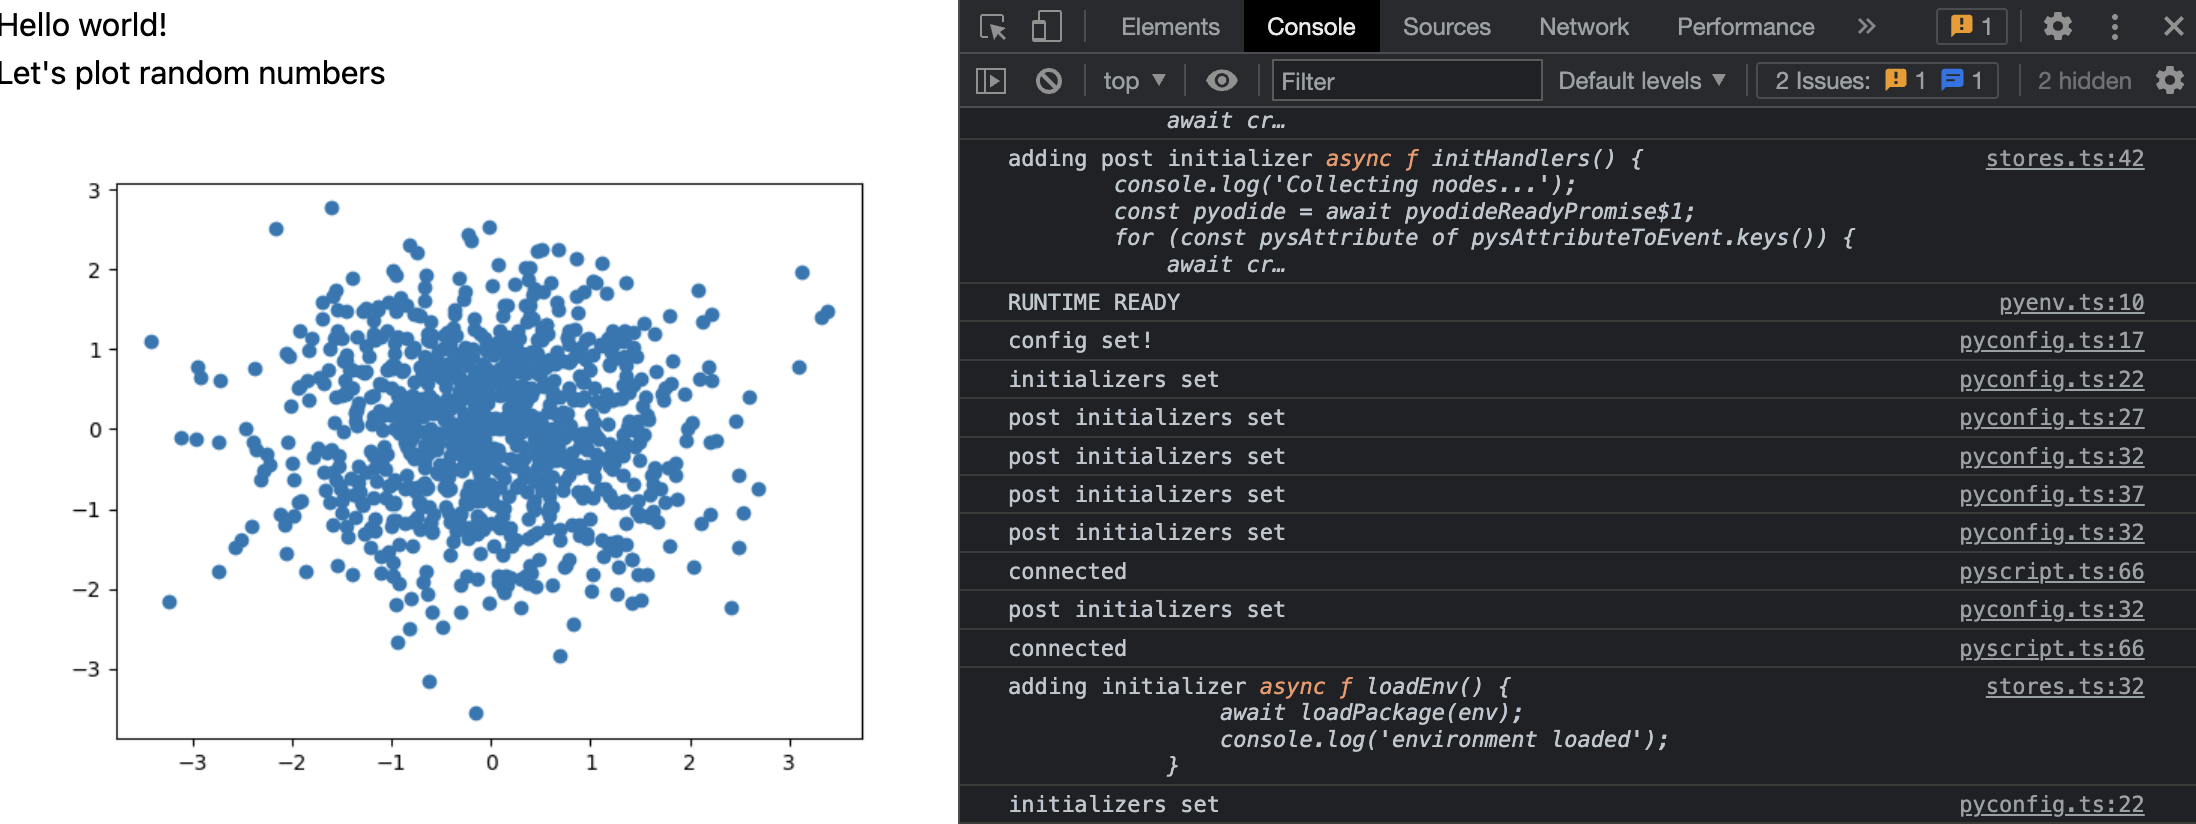 Hello world!
Let's plot random numbers
3
2
1
0
−1
−2
−3
−3 −2 −1 0 1 2 3
Elements Console Sources Network Performance » 1
top ▼ Filter Default levels ▼ 2 Issues: 1 1 2 hidden
await cr…
adding post initializer async ƒ initHandlers() { stores.ts:42
console.log('Collecting nodes...');
const pyodide = await pyodideReadyPromise$1;
for (const pysAttribute of pysAttributeToEvent.keys()) {
await cr…
RUNTIME READY pyenv.ts:10
config set! pyconfig.ts:17
initializers set pyconfig.ts:22
post initializers set pyconfig.ts:27
post initializers set pyconfig.ts:32
post initializers set pyconfig.ts:37
post initializers set pyconfig.ts:32
connected pyscript.ts:66
post initializers set pyconfig.ts:32
connected pyscript.ts:66
adding initializer async ƒ loadEnv() { stores.ts:32
await loadPackage(env);
console.log('environment loaded');
}
initializers set pyconfig.ts:22